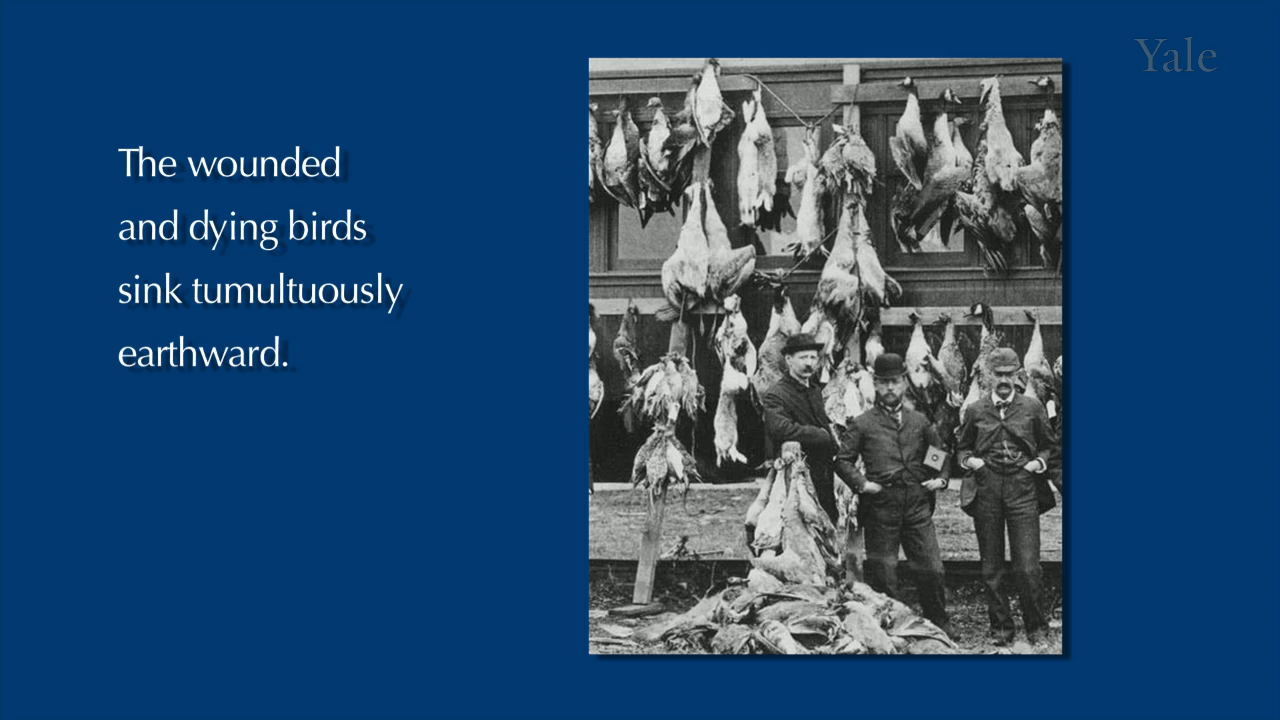 Yale
The wounded
and dying birds
sink tumultuously
earthward.